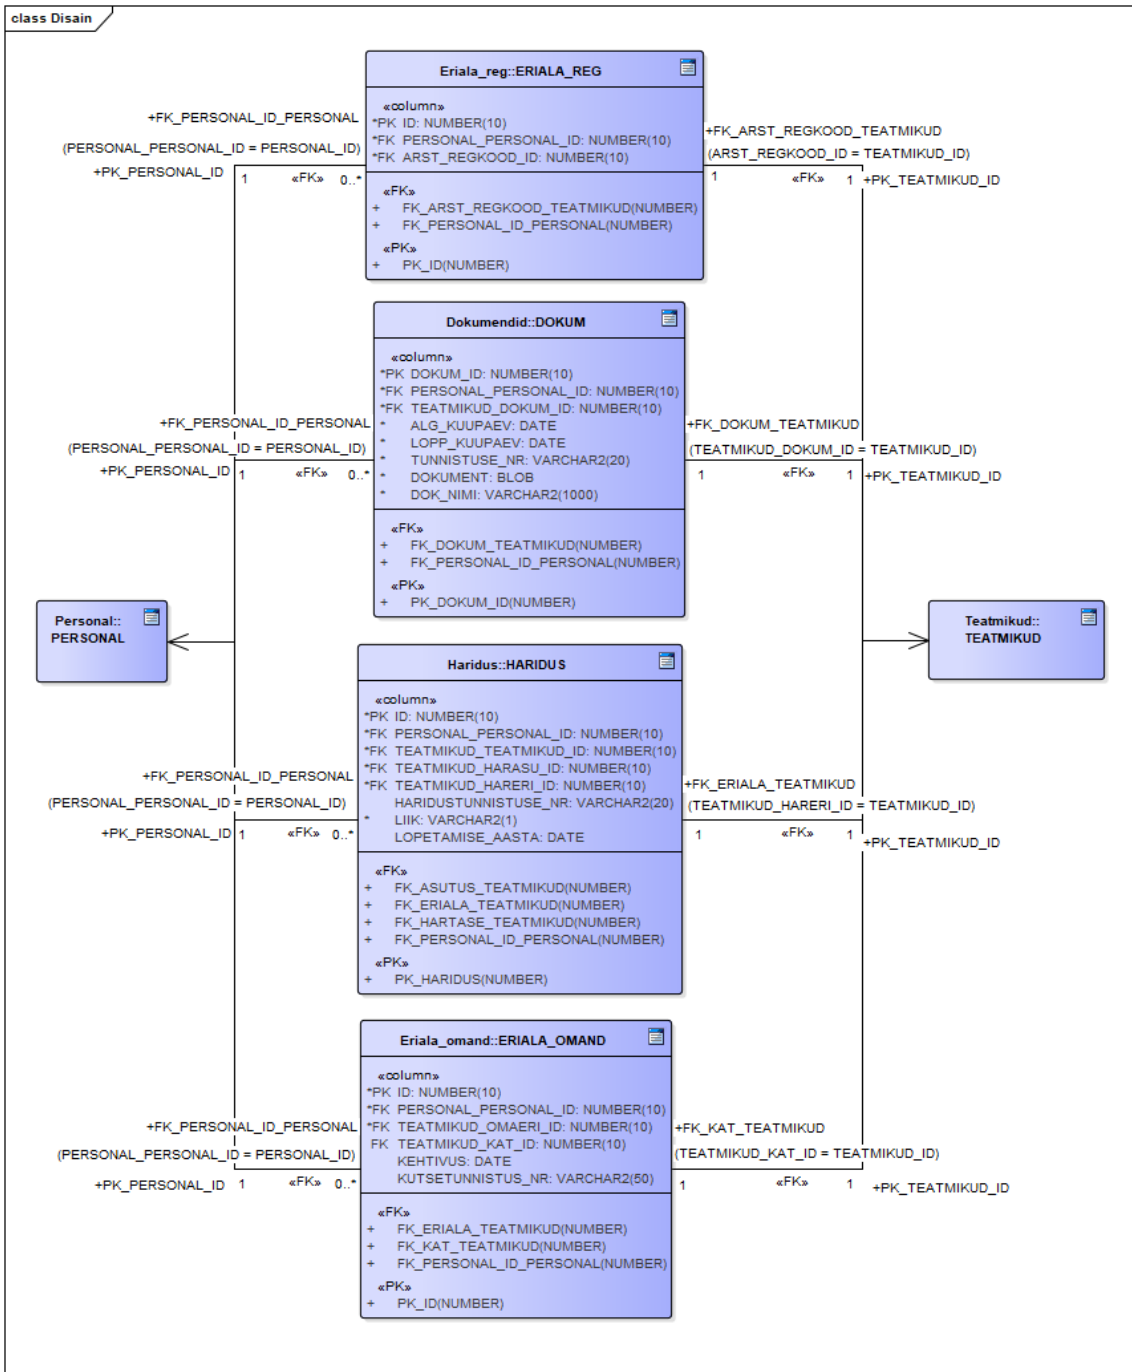 class Disain
Eriala_reg::ERIALA_REG
«column»
*PK ID: NUMBER(10)
*FK PERSONAL_PERSONAL_ID: NUMBER(10)
*FK ARST_REGKOOD_ID: NUMBER(10)
«FK»
+ FK_ARST_REGKOOD_TEATMIKUD(NUMBER)
+ FK_PERSONAL_ID_PERSONAL(NUMBER)
«PK»
+ PK_ID(NUMBER)
+FK_PERSONAL_ID_PERSONAL
(PERSONAL_PERSONAL_ID = PERSONAL_ID)
+PK_PERSONAL_ID 1 «FK» 0..*
+FK_ARST_REGKOOD_TEATMIKUD
(ARST_REGKOOD_ID = TEATMIKUD_ID)
1 «FK» 1 +PK_TEATMIKUD_ID
Dokumendid::DOKUM
«column»
*PK DOKUM_ID: NUMBER(10)
*FK PERSONAL_PERSONAL_ID: NUMBER(10)
*FK TEATMIKUD_DOKUM_ID: NUMBER(10)
* ALG_KUUPAEV: DATE
* LOPP_KUUPAEV: DATE
* TUNNISTUSE_NR: VARCHAR2(20)
* DOKUMENT: BLOB
* DOK_NIMI: VARCHAR2(1000)
«FK»
+ FK_DOKUM_TEATMIKUD(NUMBER)
+ FK_PERSONAL_ID_PERSONAL(NUMBER)
«PK»
+ PK_DOKUM_ID(NUMBER)
+FK_PERSONAL_ID_PERSONAL
(PERSONAL_PERSONAL_ID = PERSONAL_ID)
+PK_PERSONAL_ID 1 «FK» 0..*
+FK_DOKUM_TEATMIKUD
(TEATMIKUD_DOKUM_ID = TEATMIKUD_ID)
1 «FK» 1 +PK_TEATMIKUD_ID
Personal::
PERSONAL
Teatmikud::
TEATMIKUD
Haridus::HARIDUS
«column»
*PK ID: NUMBER(10)
*FK PERSONAL_PERSONAL_ID: NUMBER(10)
*FK TEATMIKUD_TEATMIKUD_ID: NUMBER(10)
*FK TEATMIKUD_HARASU_ID: NUMBER(10)
*FK TEATMIKUD_HARERI_ID: NUMBER(10)
HARIDUSTUNNISTUSE_NR: VARCHAR2(20)
* LIIK: VARCHAR2(1)
LOPETAMISE_AASTA: DATE
«FK»
+ FK_ASUTUS_TEATMIKUD(NUMBER)
+ FK_ERIALA_TEATMIKUD(NUMBER)
+ FK_HARTASE_TEATMIKUD(NUMBER)
+ FK_PERSONAL_ID_PERSONAL(NUMBER)
«PK»
+ PK_HARIDUS(NUMBER)
+FK_PERSONAL_ID_PERSONAL
(PERSONAL_PERSONAL_ID = PERSONAL_ID)
+PK_PERSONAL_ID 1 «FK» 0..*
+FK_ERIALA_TEATMIKUD
(TEATMIKUD_HARERI_ID = TEATMIKUD_ID)
1 «FK» 1 +PK_TEATMIKUD_ID
Eriala_omand::ERIALA_OMAND
«column»
*PK ID: NUMBER(10)
*FK PERSONAL_PERSONAL_ID: NUMBER(10)
*FK TEATMIKUD_OMAERI_ID: NUMBER(10)
FK TEATMIKUD_KAT_ID: NUMBER(10)
KEHTIVUS: DATE
KUTSETUNNISTUS_NR: VARCHAR2(50)
«FK»
+ FK_ERIALA_TEATMIKUD(NUMBER)
+ FK_KAT_TEATMIKUD(NUMBER)
+ FK_PERSONAL_ID_PERSONAL(NUMBER)
«PK»
+ PK_ID(NUMBER)
+FK_PERSONAL_ID_PERSONAL
(PERSONAL_PERSONAL_ID = PERSONAL_ID)
+PK_PERSONAL_ID 1 «FK» 0..*
+FK_KAT_TEATMIKUD
(TEATMIKUD_KAT_ID = TEATMIKUD_ID)
1 «FK» 1 +PK_TEATMIKUD_ID